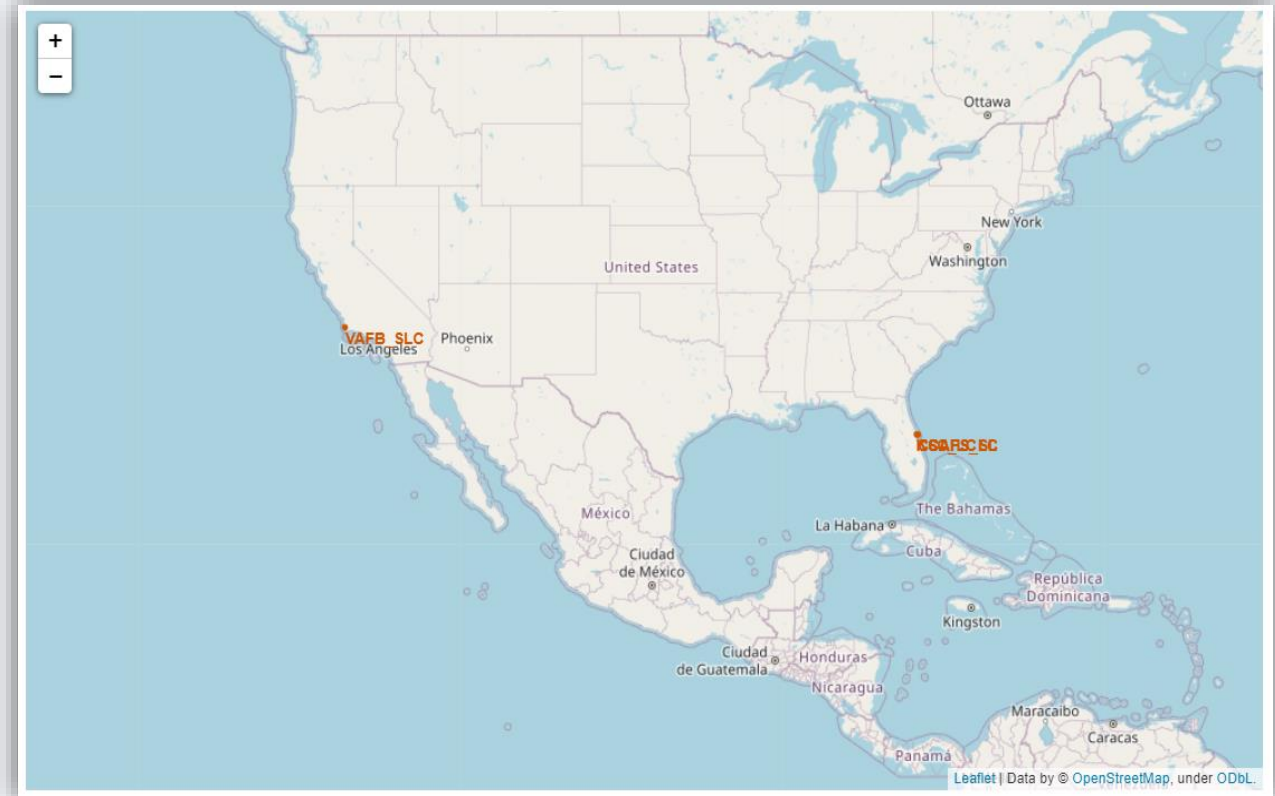 +
−
Ottawa
New York
Washington
United States
VAFB_SLC
Los Angeles
Phoenix
The Bahamas
La Habana
Cuba
México
Ciudad
de México
República
Dominicana
Kingston
Ciudad
de Guatemala
Honduras
Nicaragua
Maracaibo
Caracas
Panamá
Leaflet | Data by © OpenStreetMap, under ODbL.